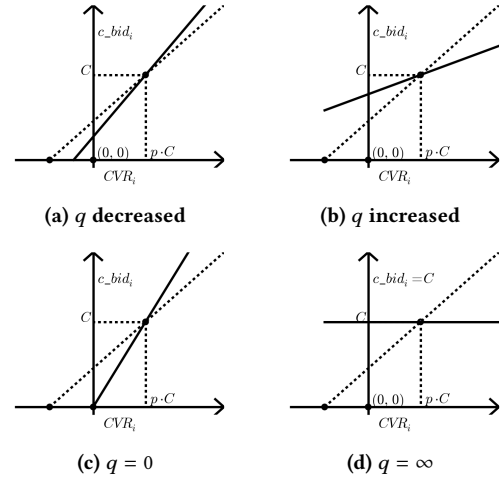 c_bid_i
C
(0, 0)
p · C
CVR_i
(a) q decreased
c_bid_i
C
(0, 0)
p · C
CVR_i
(b) q increased
c_bid_i
C
p · C
CVR_i
(c) q = 0
c_bid_i = C
C
(0, 0)
p · C
CVR_i
(d) q = ∞